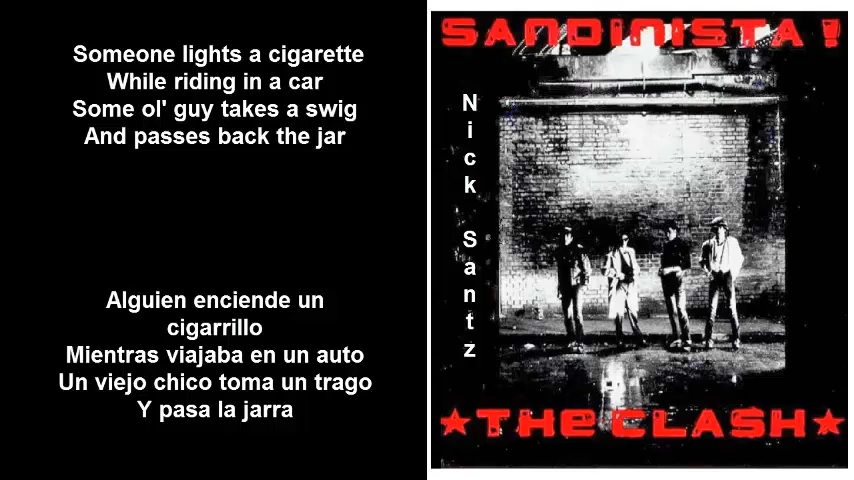 Someone lights a cigarette
While riding in a car
Some ol' guy takes a swig
And passes back the jar
Alguien enciende un
cigarrillo
Mientras viajaba en un auto
Un viejo chico toma un trago
Y pasa la jarra
SANDINISTA !
Nick Santz
THE CLASH